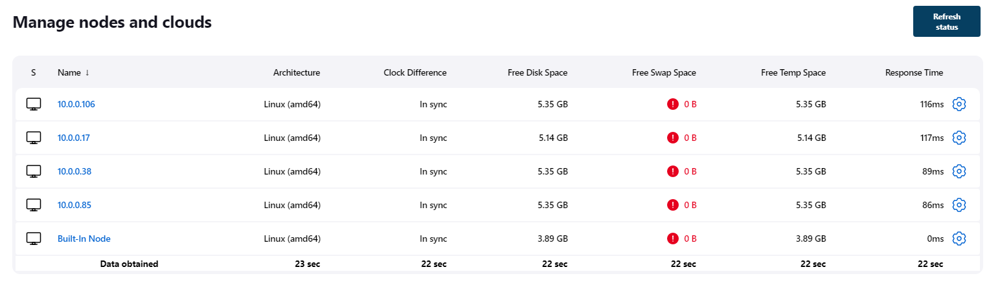 Manage nodes and clouds
Refresh
status
S Name ↓ Architecture Clock Difference Free Disk Space Free Swap Space Free Temp Space Response Time
10.0.0.106 Linux (amd64) In sync 5.35 GB 0 B 5.35 GB 116ms
10.0.0.17 Linux (amd64) In sync 5.14 GB 0 B 5.14 GB 117ms
10.0.0.38 Linux (amd64) In sync 5.35 GB 0 B 5.35 GB 89ms
10.0.0.85 Linux (amd64) In sync 5.35 GB 0 B 5.35 GB 86ms
Built-In Node Linux (amd64) In sync 3.89 GB 0 B 3.89 GB 0ms
Data obtained 23 sec 22 sec 22 sec 22 sec 22 sec 22 sec